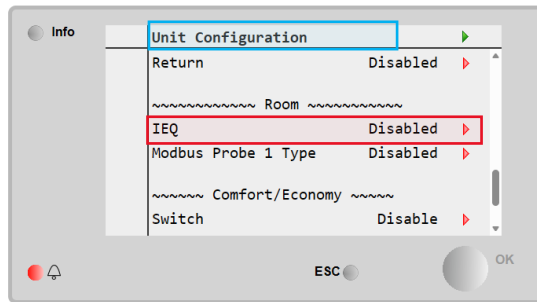 Info
Unit Configuration
Return Disabled
~~~~~~~~~~~~ Room ~~~~~~~~~~~
IEQ Disabled
Modbus Probe 1 Type Disabled
~~~~~~ Comfort/Economy ~~~~~
Switch Disable
ESC
OK